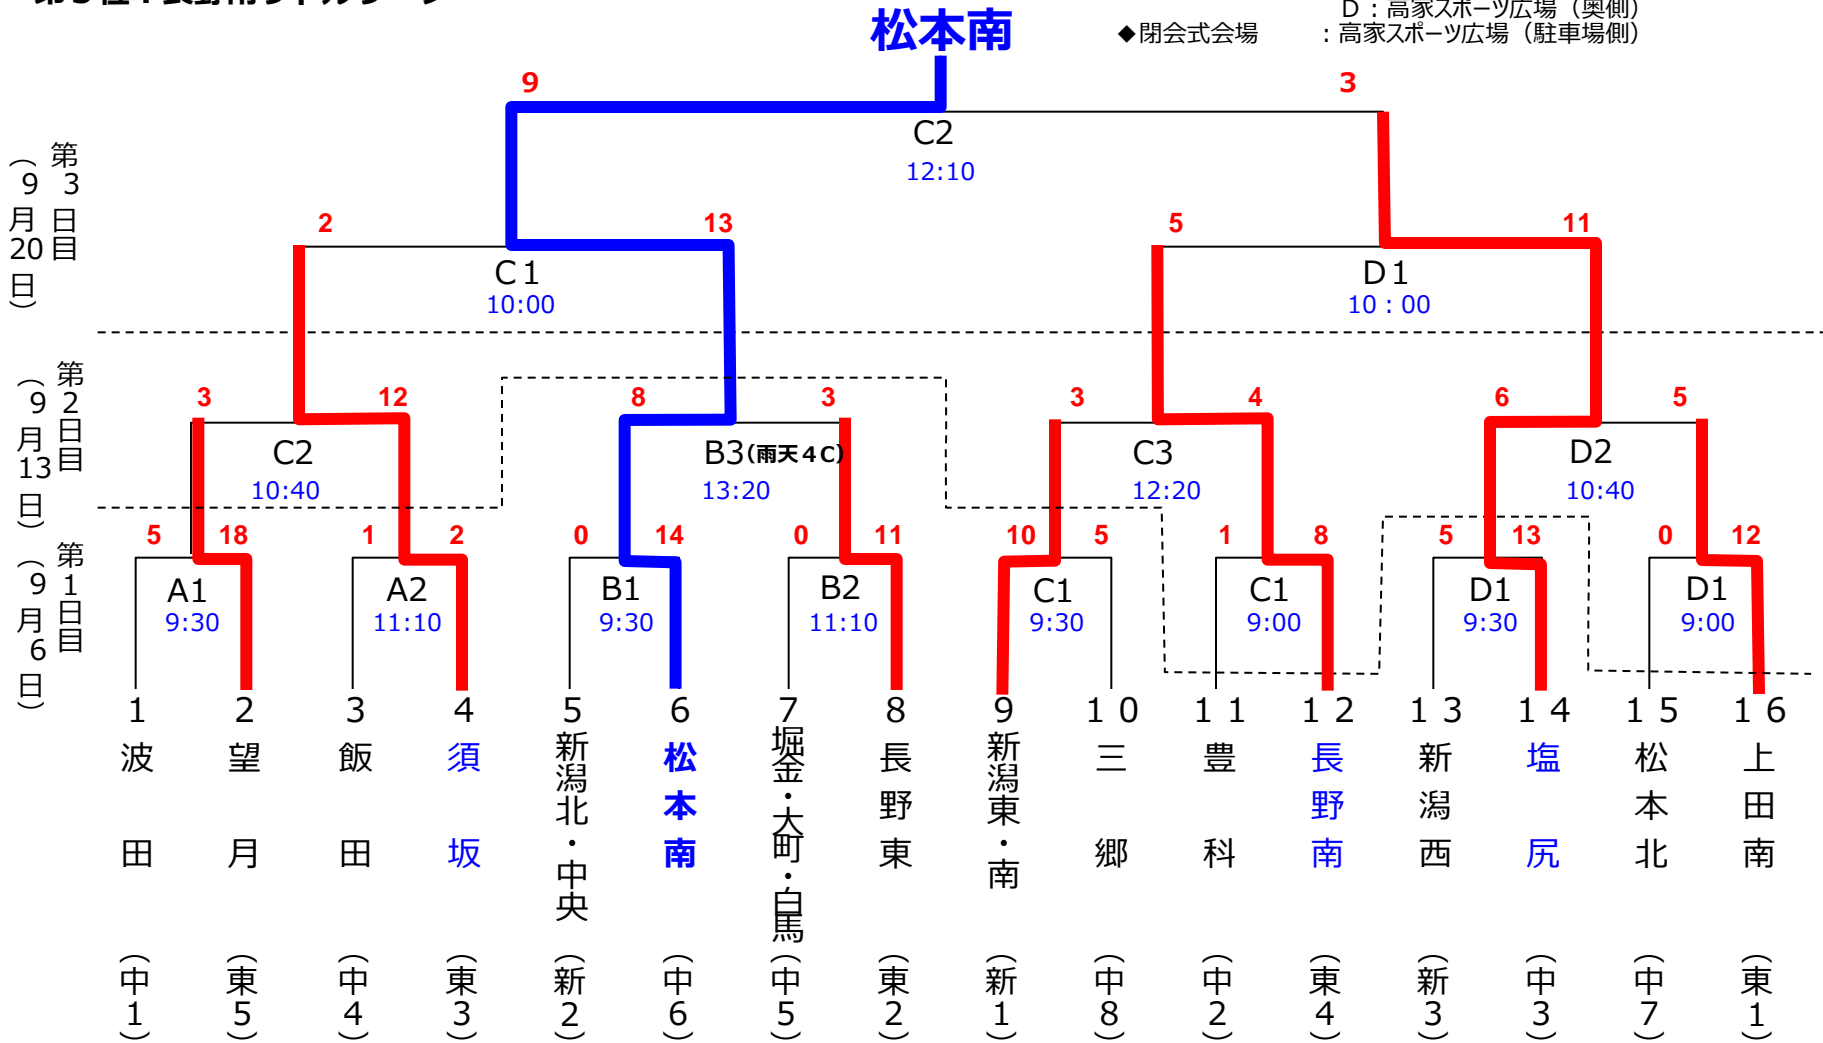 D：高家スポーツ広場（奥側）
◆閉会式会場　：高家スポーツ広場（駐車場側）
松本南
9 3
C2
12:10
第3日目
（9月20日）
2 13 5 11
C1 D1
10:00 10：00
第2日目
（9月13日）
3 12 8 3 3 4 6 5
C2 B3(雨天４C) C3 D2
10:40 13:20 12:20 10:40
第1日目
（9月6日）
5 18 1 2 0 14 0 11 10 5 1 8 5 13 0 12
A1 A2 B1 B2 C1 C1 D1 D1
9:30 11:10 9:30 11:10 9:30 9:00 9:30 9:00
1 2 3 4 5 6 7 8 9 １０ １１ １２ １３ １４ １５ １６
波田
望月
飯田
須坂
新潟北・中央
松本南
堀金・大町・白馬
長野東
新潟東・南
三郷
豊科
長野南
新潟西
塩尻
松本北
上田南
（中1）
（東5）
（中4）
（東3）
（新2）
（中6）
（中5）
（東2）
（新1）
（中8）
（中2）
（東4）
（新3）
（中3）
（中7）
（東1）